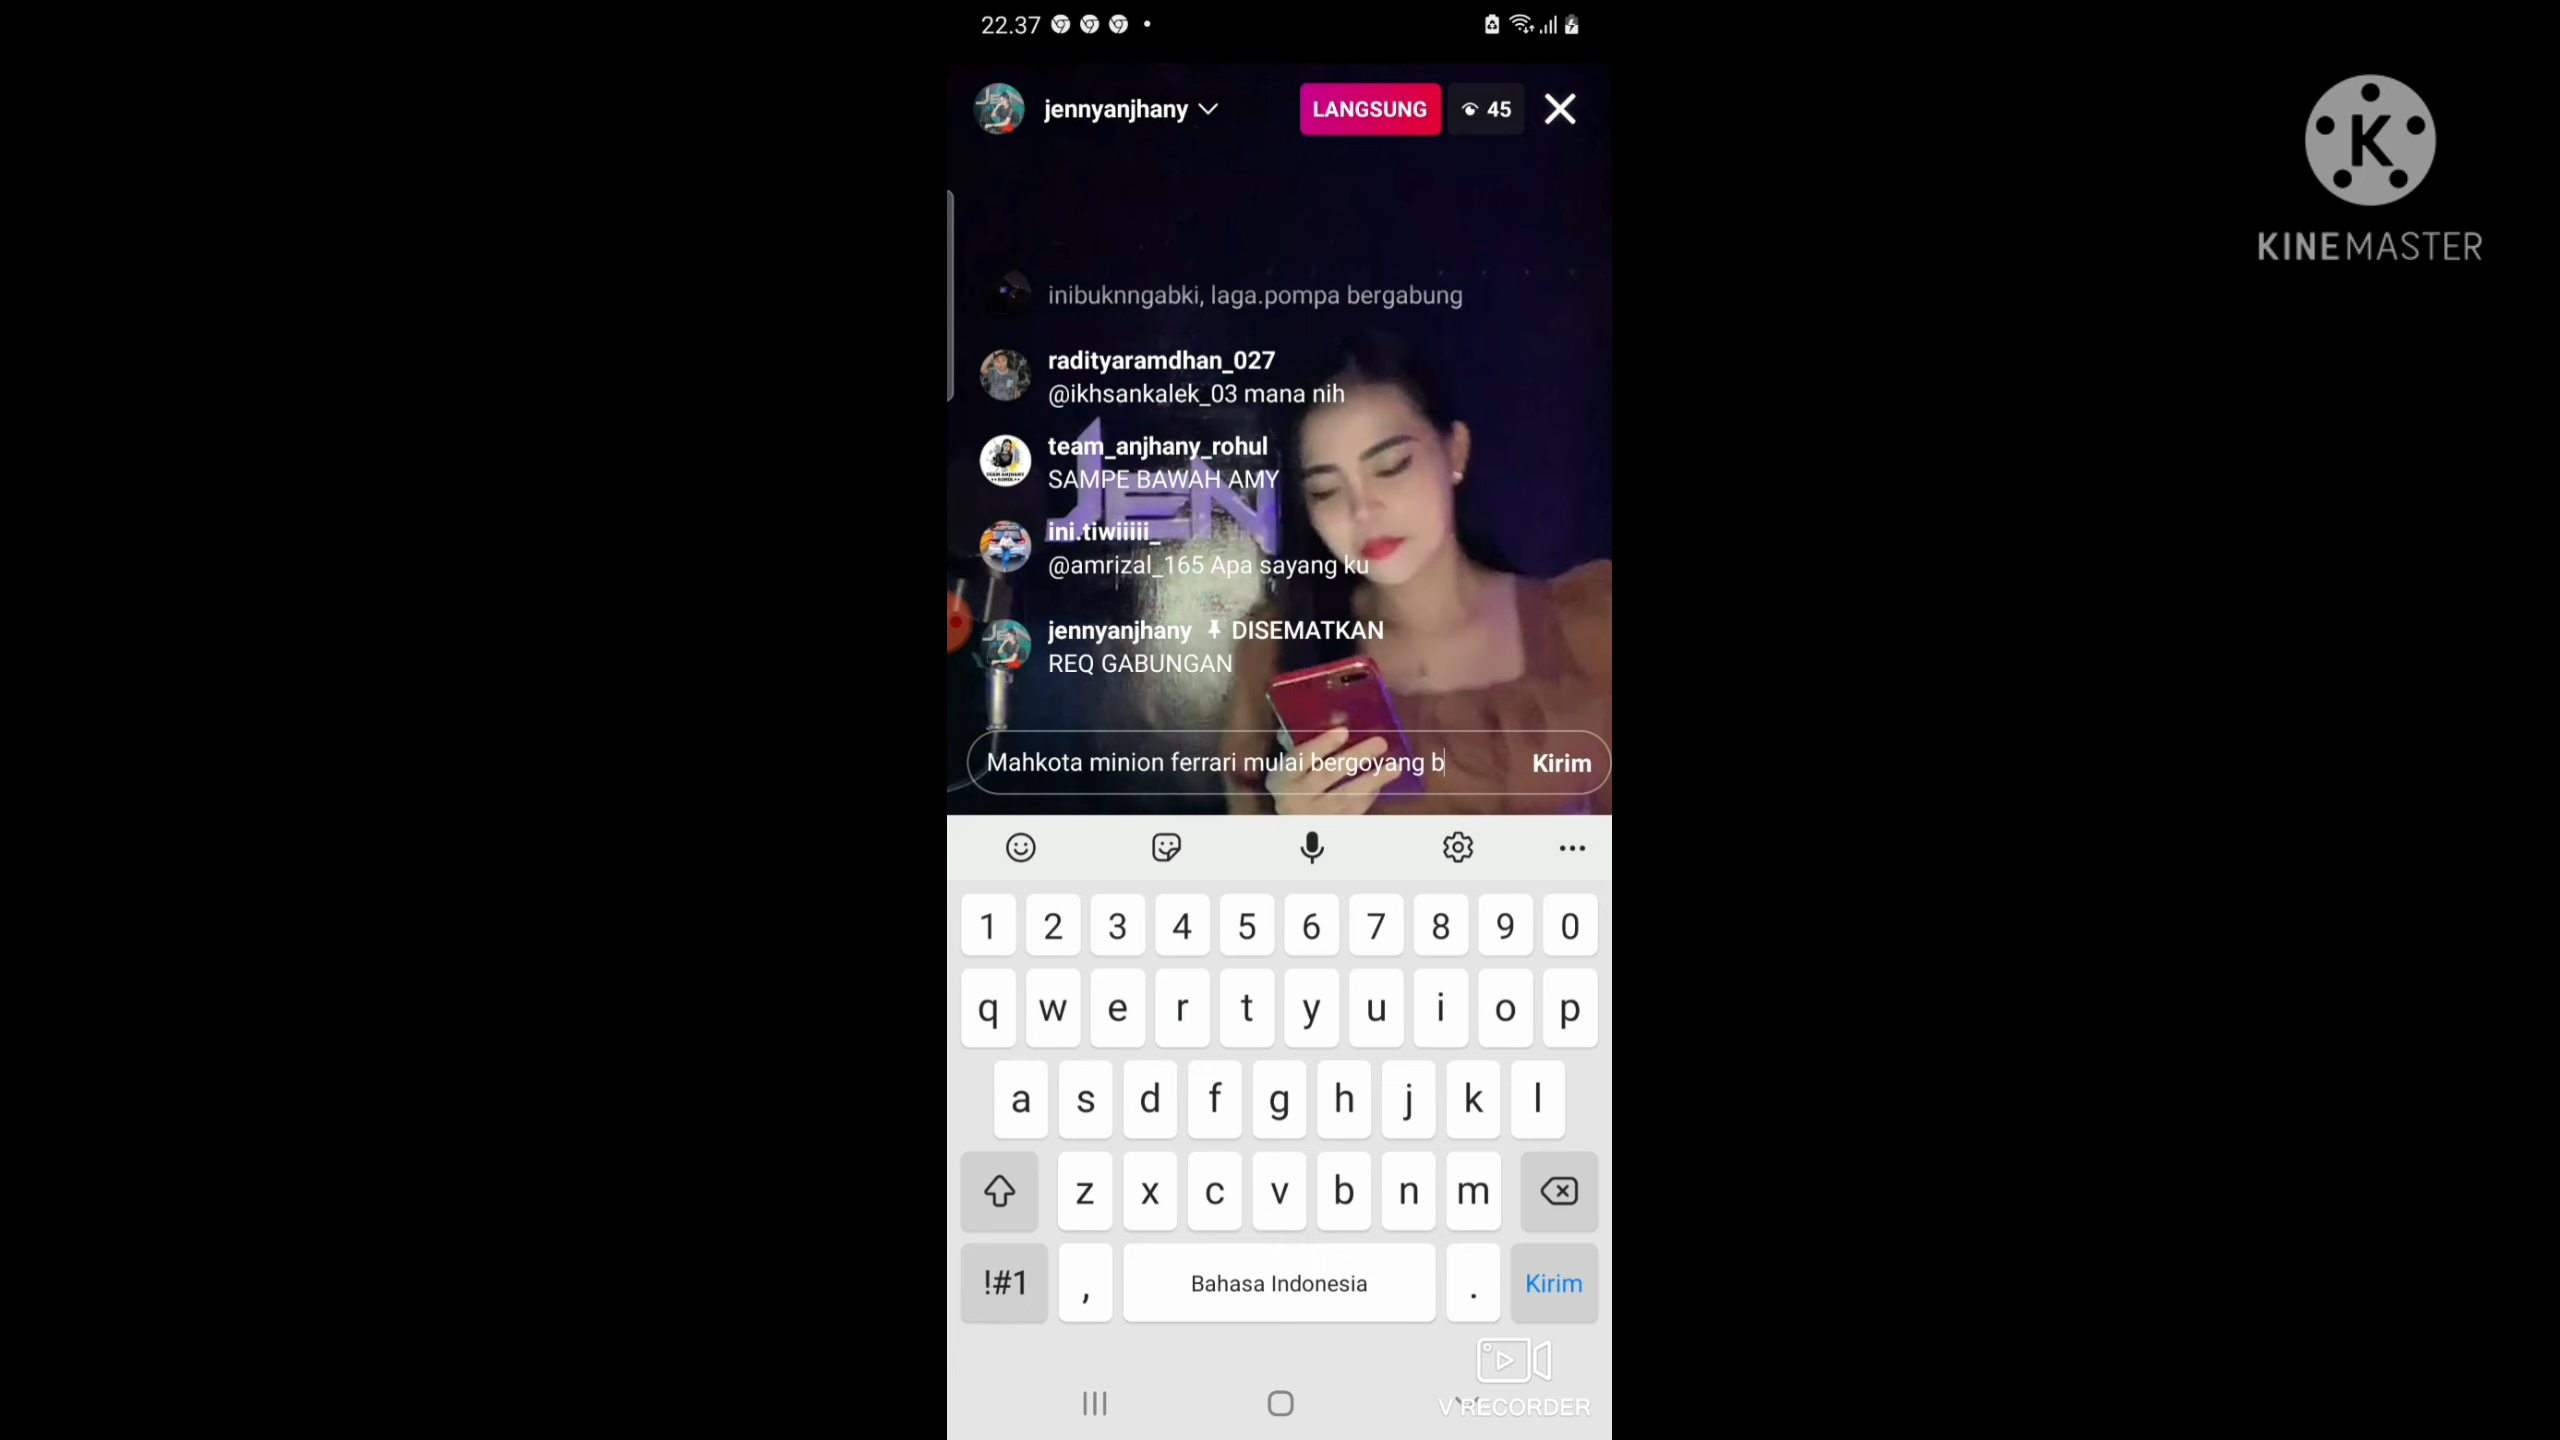 22.37
jennyanjhany
LANGSUNG
45
K
KINEMASTER
inibuknngabki, laga.pompa bergabung
radityaramdhan_027
@ikhsankalek_03 mana nih
team_anjhany_rohul
SAMPE BAWAH AMY
JEN
ini.tiwiiiii_
@amrizal_165 Apa sayang ku
jennyanjhany DISEMATKAN
REQ GABUNGAN
Mahkota minion ferrari mulai bergoyang b
Kirim
1 2 3 4 5 6 7 8 9 0
q w e r t y u i o p
a s d f g h j k l
z x c v b n m
!#1 , Bahasa Indonesia . Kirim
V RECORDER